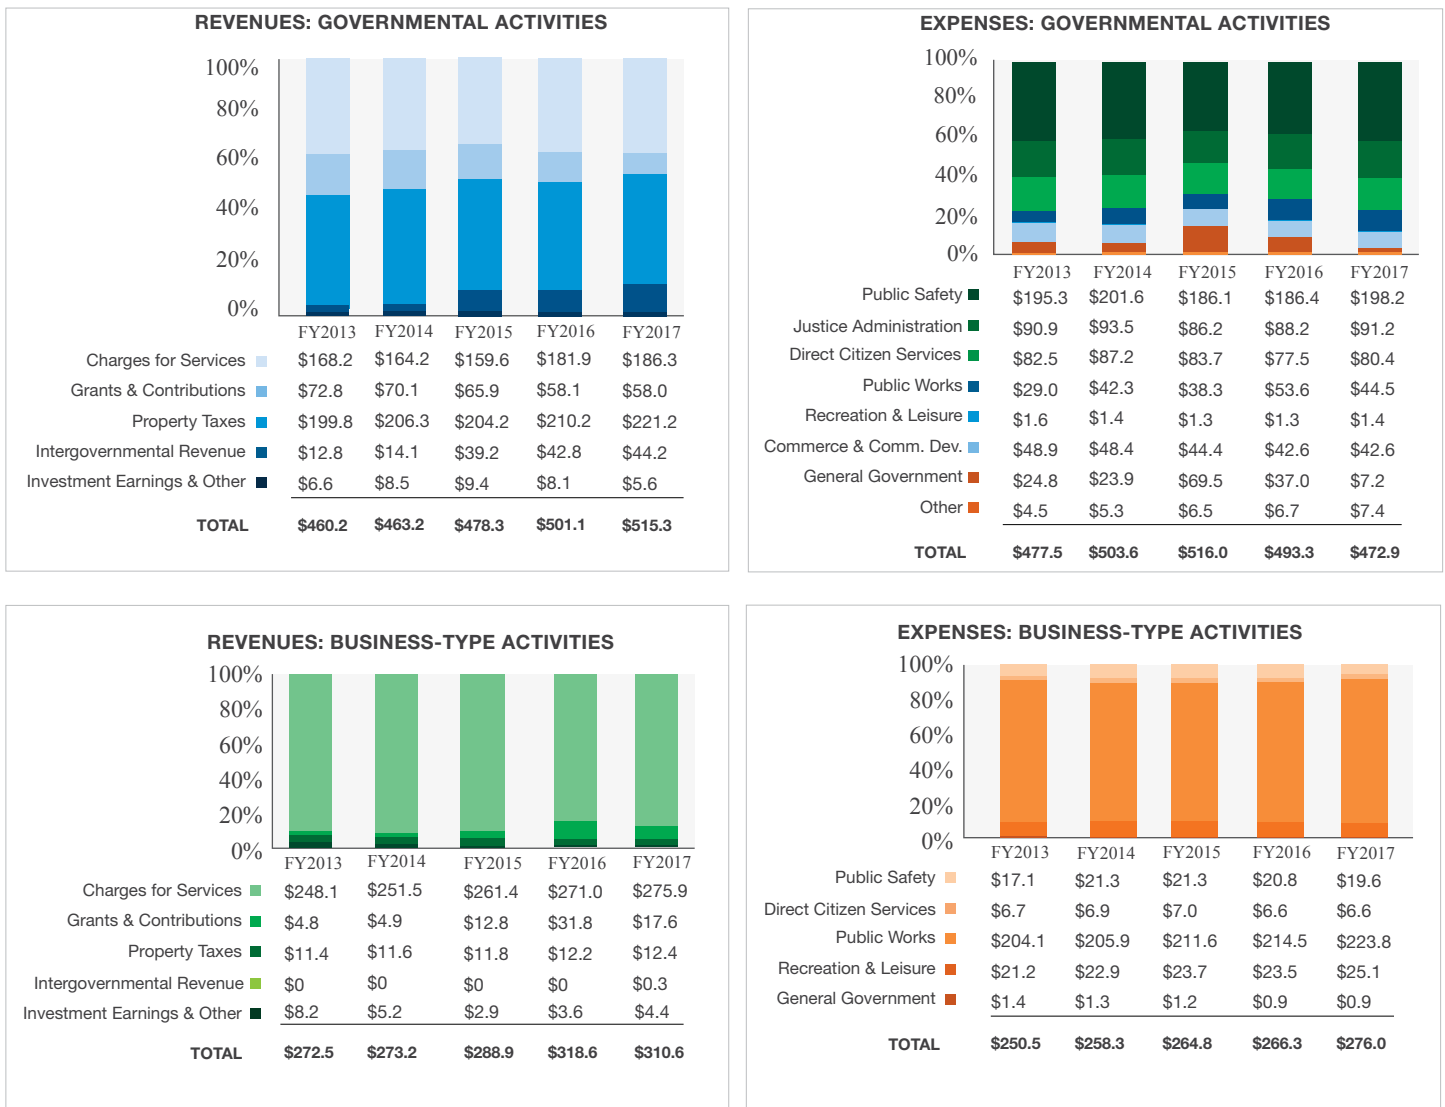 REVENUES: GOVERNMENTAL ACTIVITIES
100%
80%
60%
40%
20%
0%
FY2013 FY2014 FY2015 FY2016 FY2017
Charges for Services $168.2 $164.2 $159.6 $181.9 $186.3
Grants & Contributions $72.8 $70.1 $65.9 $58.1 $58.0
Property Taxes $199.8 $206.3 $204.2 $210.2 $221.2
Intergovernmental Revenue $12.8 $14.1 $39.2 $42.8 $44.2
Investment Earnings & Other $6.6 $8.5 $9.4 $8.1 $5.6
TOTAL $460.2 $463.2 $478.3 $501.1 $515.3
EXPENSES: GOVERNMENTAL ACTIVITIES
100%
80%
60%
40%
20%
0%
FY2013 FY2014 FY2015 FY2016 FY2017
Public Safety $195.3 $201.6 $186.1 $186.4 $198.2
Justice Administration $90.9 $93.5 $86.2 $88.2 $91.2
Direct Citizen Services $82.5 $87.2 $83.7 $77.5 $80.4
Public Works $29.0 $42.3 $38.3 $53.6 $44.5
Recreation & Leisure $1.6 $1.4 $1.3 $1.3 $1.4
Commerce & Comm. Dev. $48.9 $48.4 $44.4 $42.6 $42.6
General Government $24.8 $23.9 $69.5 $37.0 $7.2
Other $4.5 $5.3 $6.5 $6.7 $7.4
TOTAL $477.5 $503.6 $516.0 $493.3 $472.9
REVENUES: BUSINESS-TYPE ACTIVITIES
100%
80%
60%
40%
20%
0%
FY2013 FY2014 FY2015 FY2016 FY2017
Charges for Services $248.1 $251.5 $261.4 $271.0 $275.9
Grants & Contributions $4.8 $4.9 $12.8 $31.8 $17.6
Property Taxes $11.4 $11.6 $11.8 $12.2 $12.4
Intergovernmental Revenue $0 $0 $0 $0 $0.3
Investment Earnings & Other $8.2 $5.2 $2.9 $3.6 $4.4
TOTAL $272.5 $273.2 $288.9 $318.6 $310.6
EXPENSES: BUSINESS-TYPE ACTIVITIES
100%
80%
60%
40%
20%
0%
FY2013 FY2014 FY2015 FY2016 FY2017
Public Safety $17.1 $21.3 $21.3 $20.8 $19.6
Direct Citizen Services $6.7 $6.9 $7.0 $6.6 $6.6
Public Works $204.1 $205.9 $211.6 $214.5 $223.8
Recreation & Leisure $21.2 $22.9 $23.7 $23.5 $25.1
General Government $1.4 $1.3 $1.2 $0.9 $0.9
TOTAL $250.5 $258.3 $264.8 $266.3 $276.0